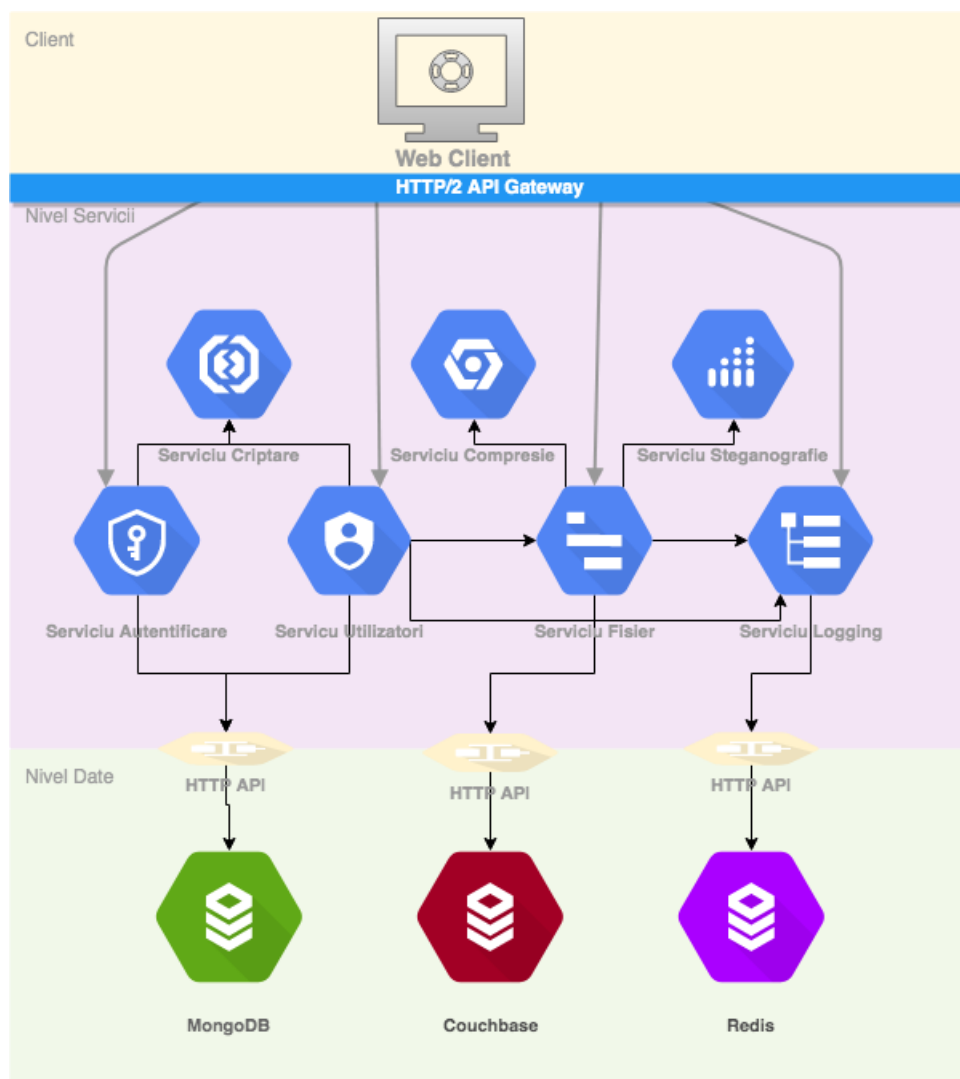 Client
Web Client
HTTP/2 API Gateway
Nivel Servicii
Serviciu Criptare
Serviciu Compresie
Serviciu Steganografie
Serviciu Autentificare
Servicu Utilizatori
Serviciu Fisier
Serviciu Logging
Nivel Date
HTTP API
HTTP API
HTTP API
MongoDB
Couchbase
Redis